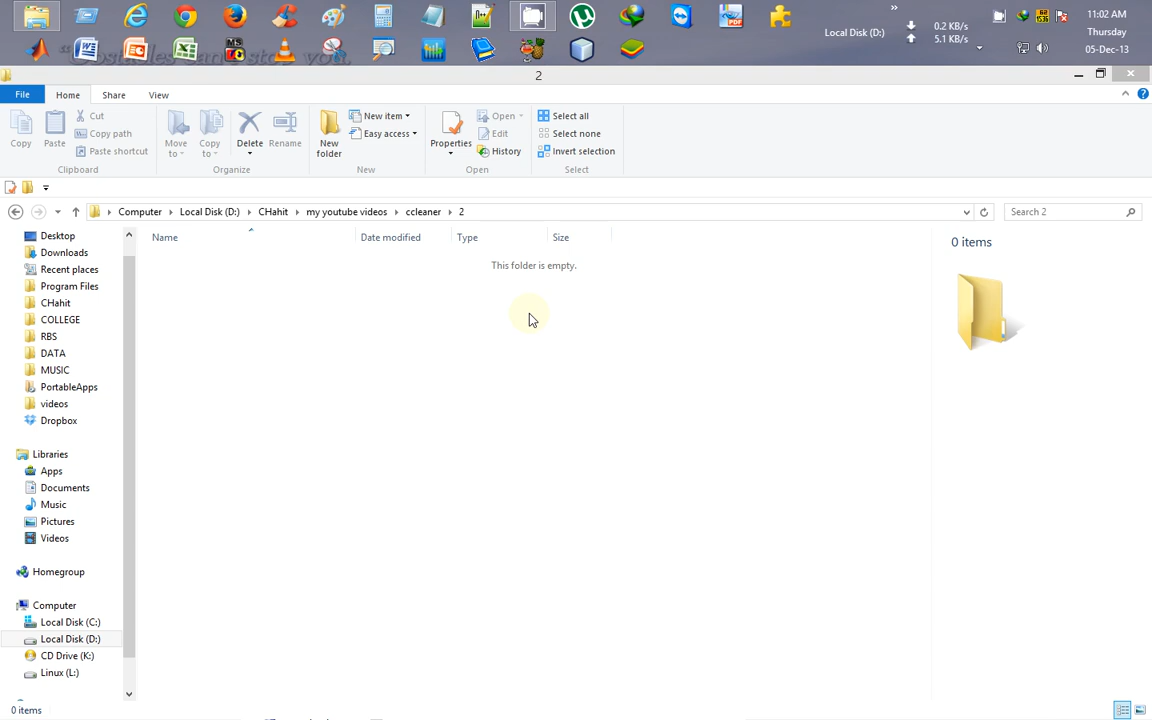 11:02 AM
0.2 KB/s
Local Disk (D:)
5.1 KB/s
Thursday
05-Dec-13
2
File Home Share View
Copy
Paste
Cut
Copy path
Paste shortcut
Clipboard
Move to
Copy to
Delete
Rename
Organize
New folder
New item
Easy access
New
Properties
Open
Edit
History
Open
Select all
Select none
Invert selection
Select
Computer Local Disk (D:) CHahit my youtube videos ccleaner 2
Search 2
Name Date modified Type Size
This folder is empty.
0 items
Desktop
Downloads
Recent places
Program Files
CHahit
COLLEGE
RBS
DATA
MUSIC
PortableApps
videos
Dropbox
Libraries
Apps
Documents
Music
Pictures
Videos
Homegroup
Computer
Local Disk (C:)
Local Disk (D:)
CD Drive (K:)
Linux (L:)
0 items